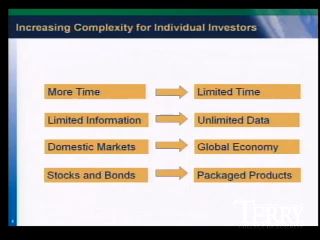 Increasing Complexity for Individual Investors
More Time
Limited Time
Limited Information
Unlimited Data
Domestic Markets
Global Economy
Stocks and Bonds
Packaged Products
TERRY